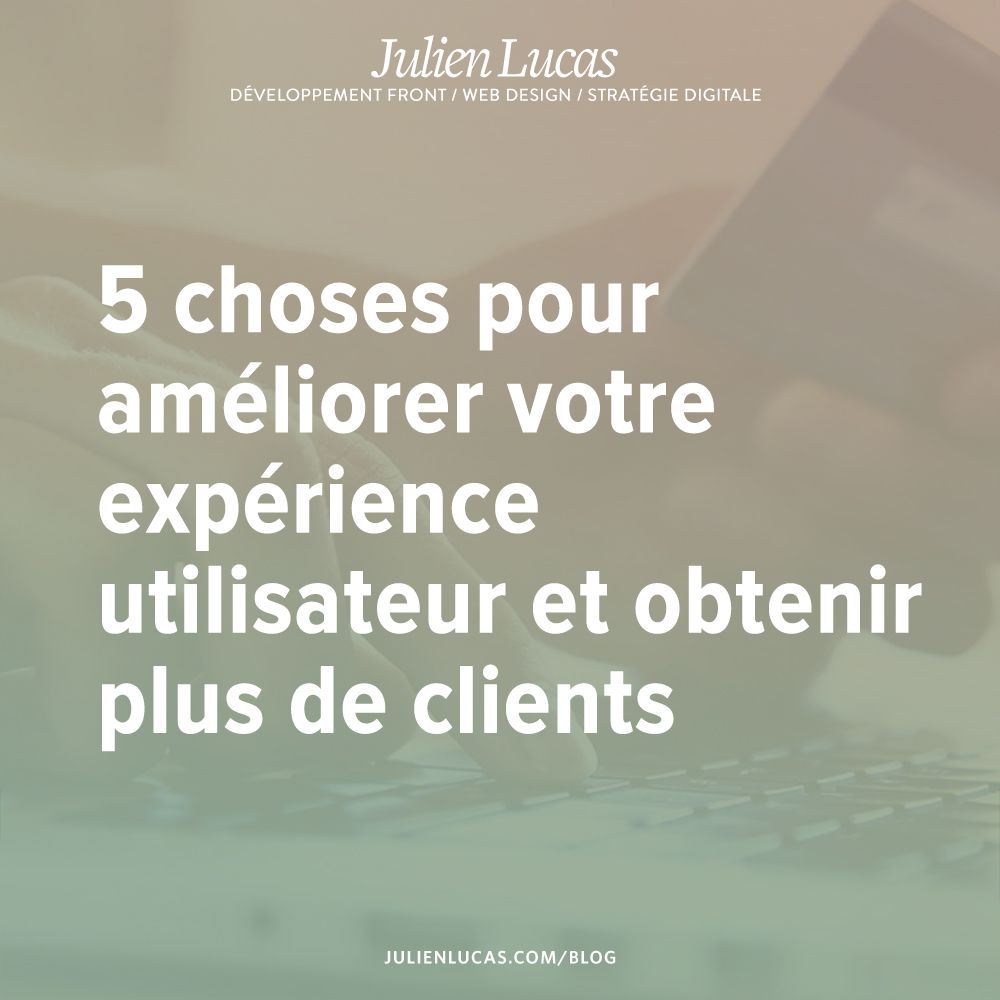 Julien Lucas
DÉVELOPPEMENT FRONT / WEB DESIGN / STRATÉGIE DIGITALE
5 choses pour
améliorer votre
expérience
utilisateur et obtenir
plus de clients
JULIENLUCAS.COM/BLOG